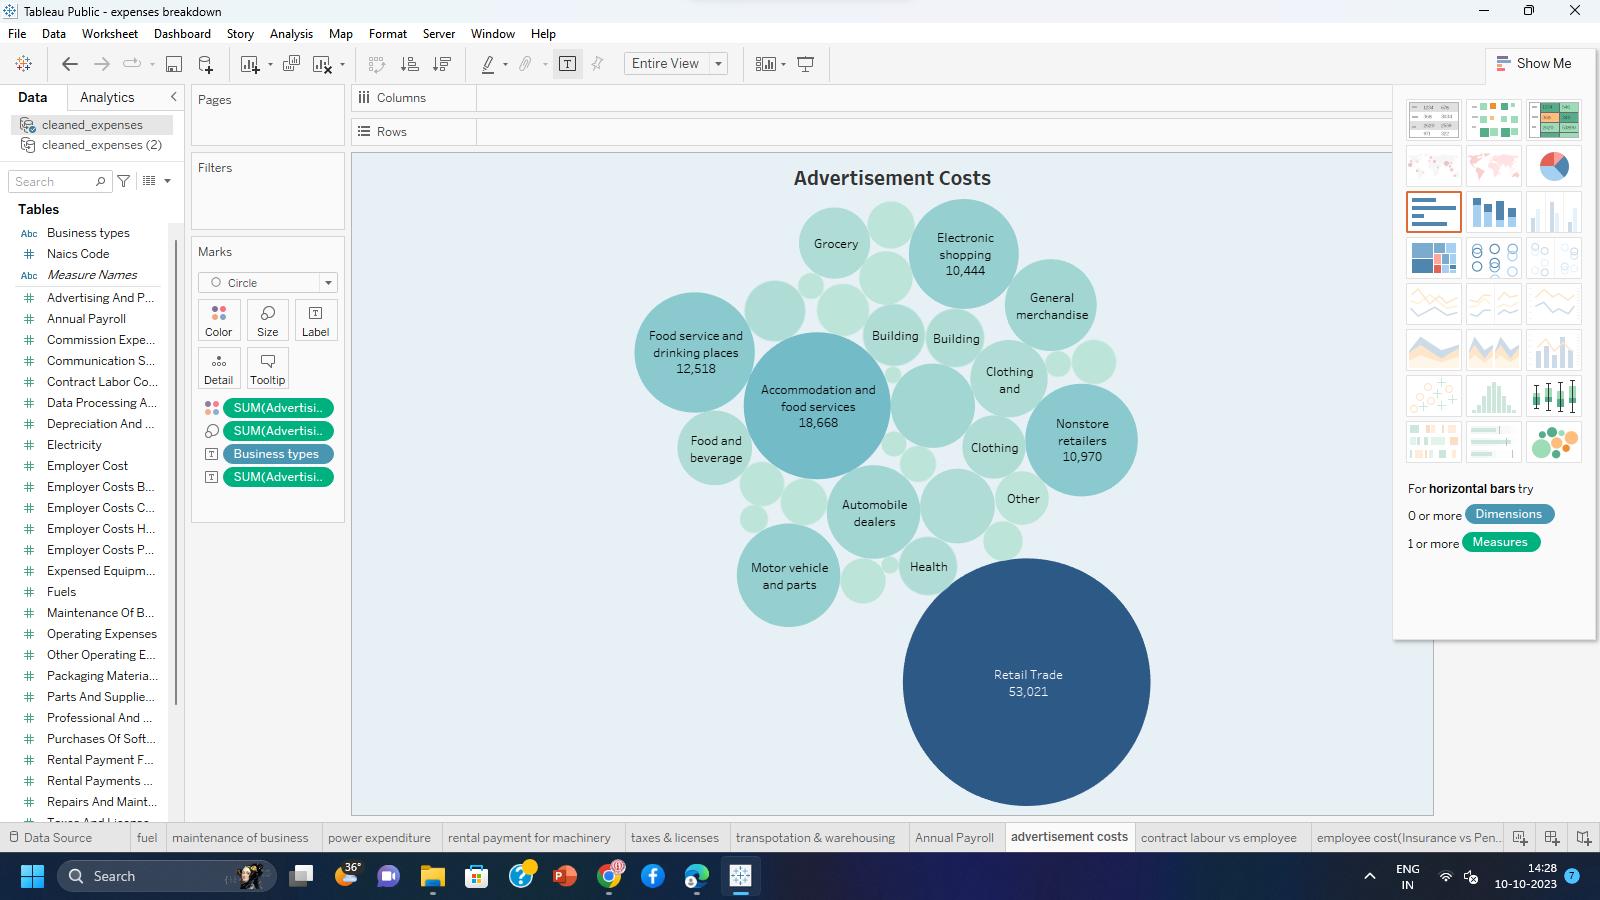 Tableau Public - expenses breakdown
File Data Worksheet Dashboard Story Analysis Map Format Server Window Help
Entire View
Show Me
Data Analytics
cleaned_expenses
cleaned_expenses (2)
Search
Tables
Abc Business types
# Naics Code
Abc Measure Names
# Advertising And P...
# Annual Payroll
# Commission Expe...
# Communication S...
# Contract Labor Co...
# Data Processing A...
# Depreciation And ...
# Electricity
# Employer Cost
# Employer Costs B...
# Employer Costs C...
# Employer Costs H...
# Employer Costs P...
# Expensed Equipm...
# Fuels
# Maintenance Of B...
# Operating Expenses
# Other Operating E...
# Packaging Materia...
# Parts And Supplie...
# Professional And ...
# Purchases Of Soft...
# Rental Payment F...
# Rental Payments ...
# Repairs And Maint...
Pages
Filters
Marks
Circle
Color Size Label
Detail Tooltip
SUM(Advertisi..
SUM(Advertisi..
Business types
SUM(Advertisi..
Columns
Rows
Advertisement Costs
Grocery
Electronic
shopping
10,444
General
merchandise
Food service and
drinking places
12,518
Building
Building
Accommodation and
food services
18,668
Clothing
and
Nonstore
retailers
10,970
Food and
beverage
Clothing
Automobile
dealers
Other
Motor vehicle
and parts
Health
Retail Trade
53,021
For horizontal bars try
0 or more Dimensions
1 or more Measures
Data Source fuel maintenance of business power expenditure rental payment for machinery taxes & licenses transpotation & warehousing Annual Payroll advertisement costs contract labour vs employee employee cost(Insurance vs Pen...
36°
Search
ENG
IN
14:28
10-10-2023
7